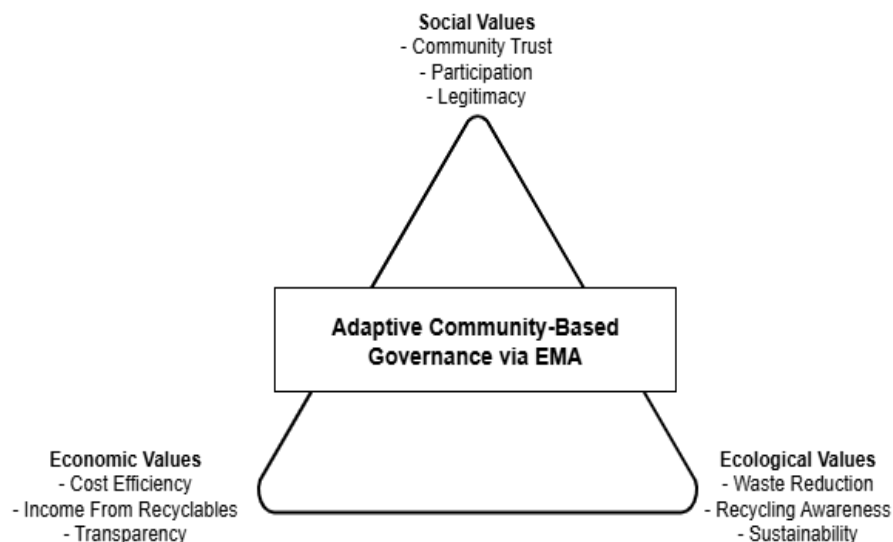 Social Values
- Community Trust
- Participation
- Legitimacy
Adaptive Community-Based
Governance via EMA
Economic Values
- Cost Efficiency
- Income From Recyclables
- Transparency
Ecological Values
- Waste Reduction
- Recycling Awareness
- Sustainability